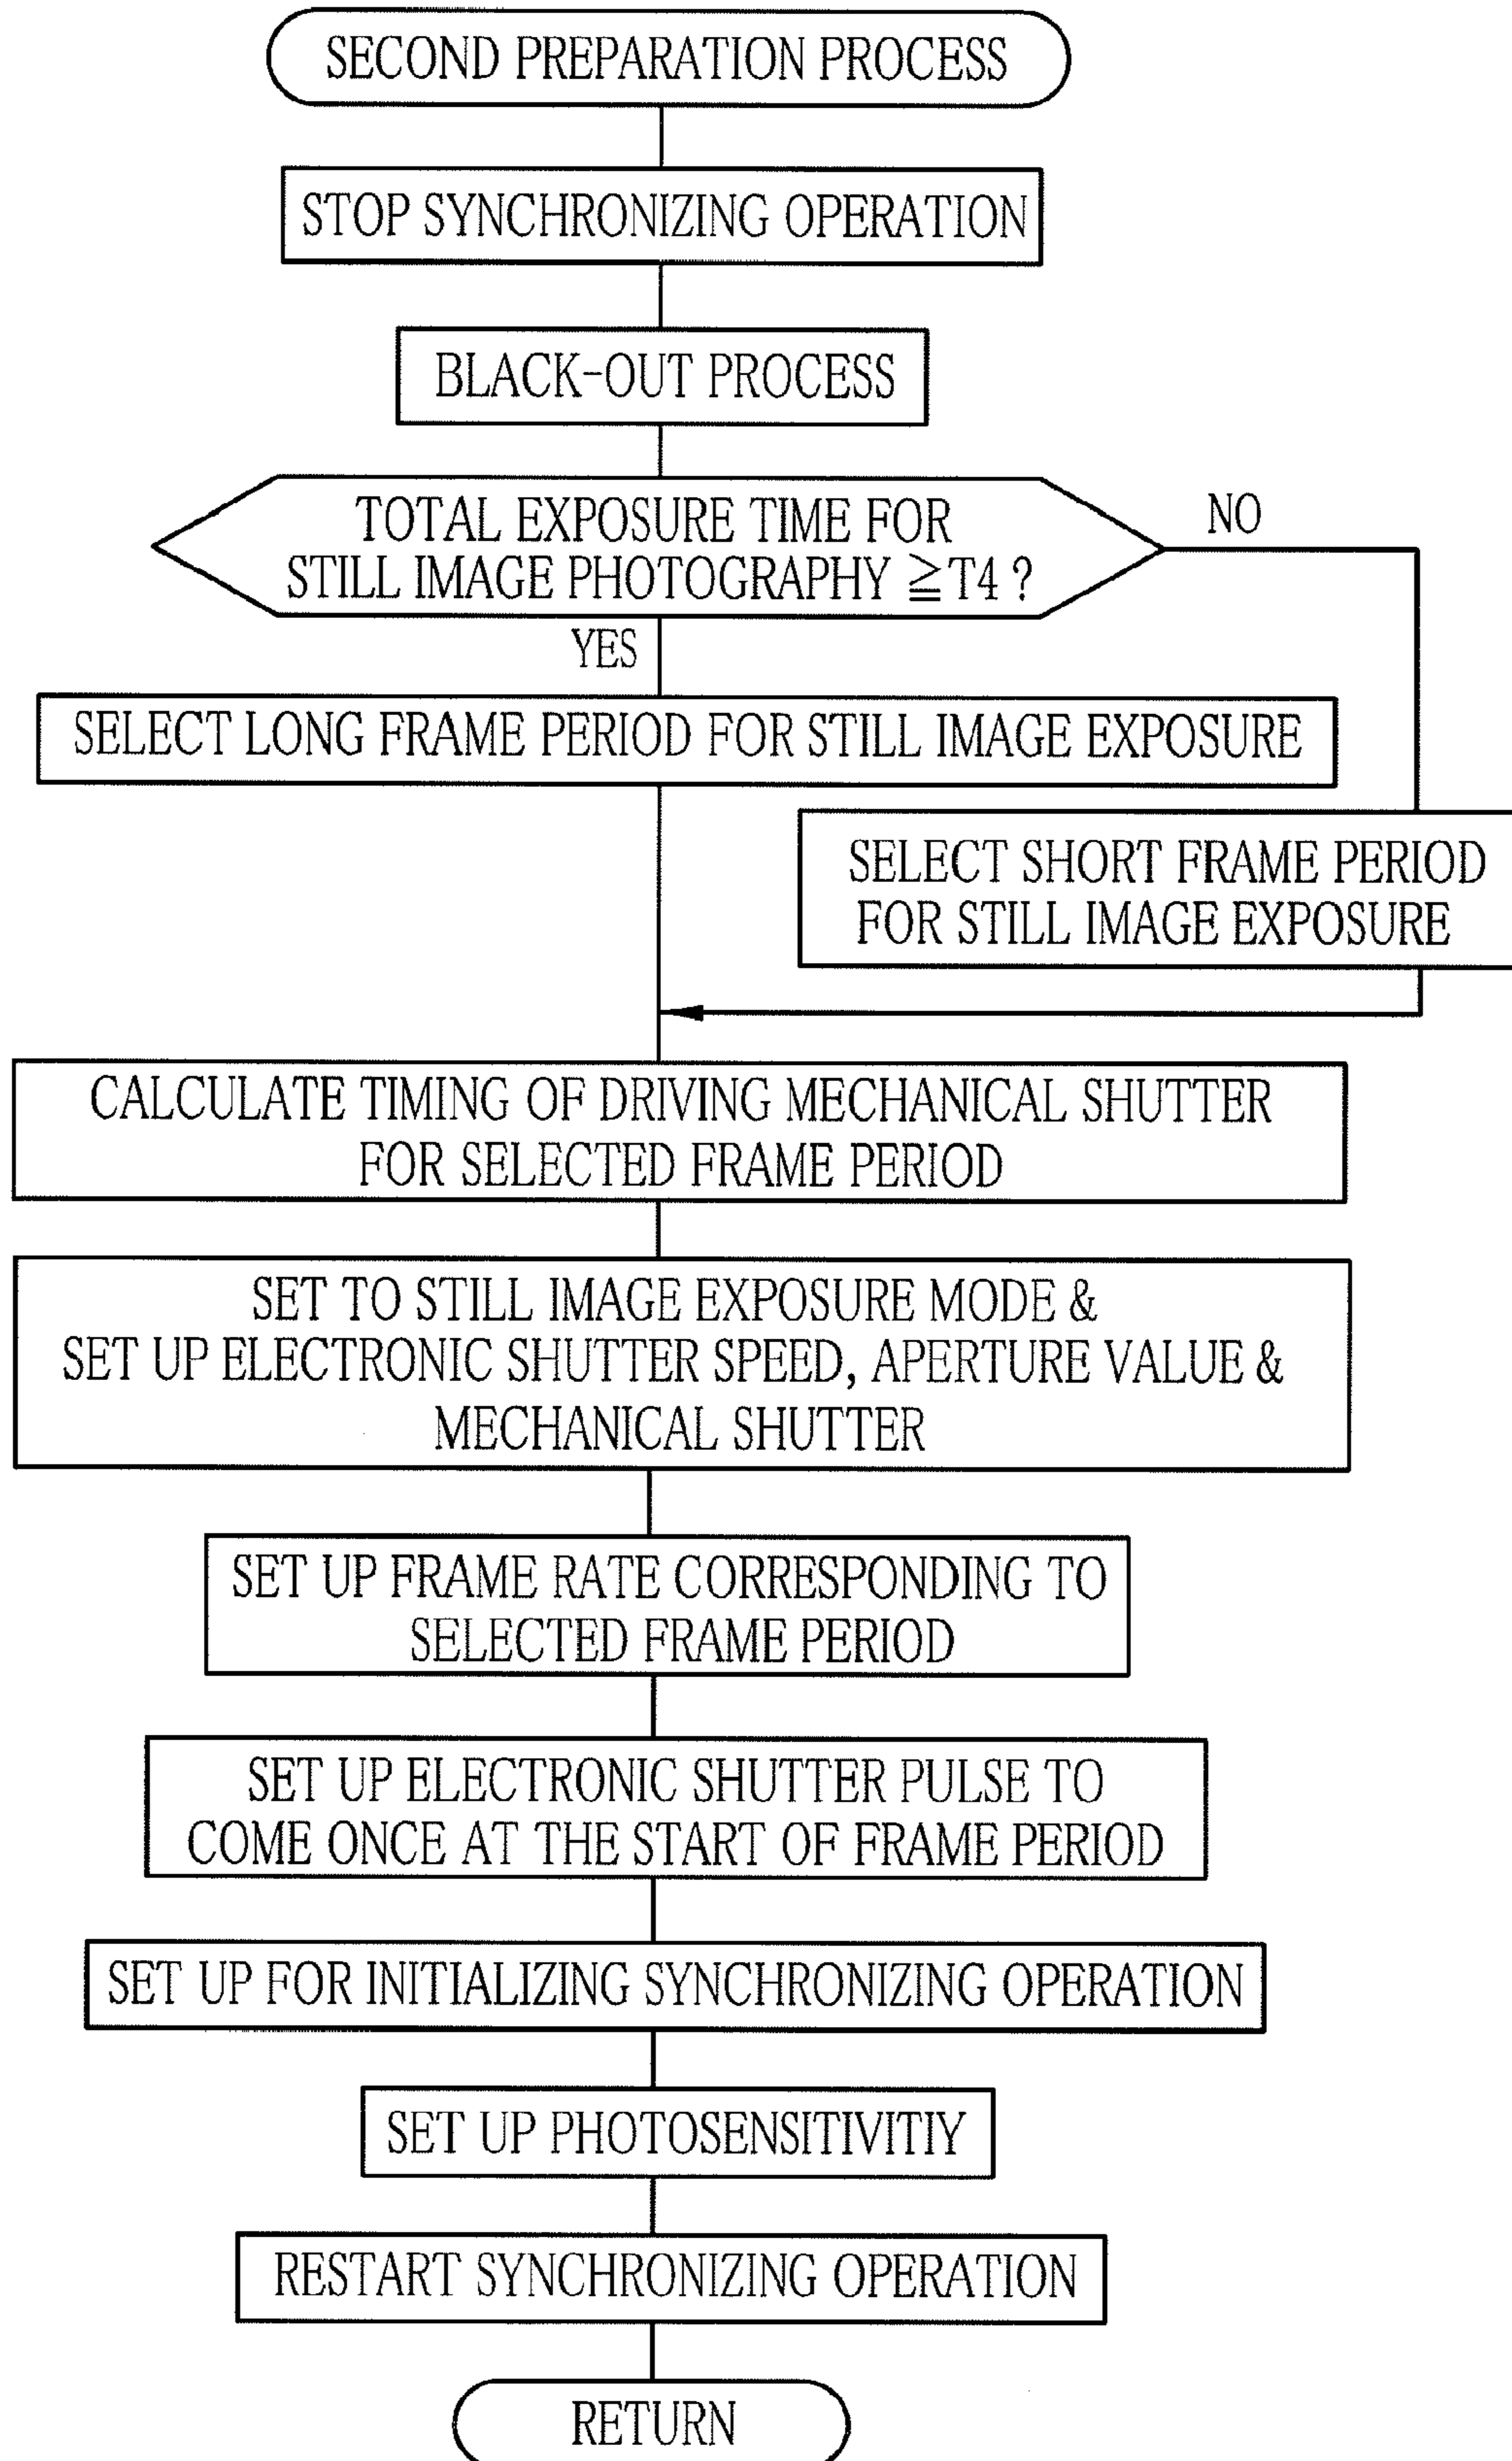 SECOND PREPARATION PROCESS
STOP SYNCHRONIZING OPERATION
BLACK-OUT PROCESS
TOTAL EXPOSURE TIME FOR
STILL IMAGE PHOTOGRAPHY ≧T4 ?
NO
YES
SELECT LONG FRAME PERIOD FOR STILL IMAGE EXPOSURE
SELECT SHORT FRAME PERIOD
FOR STILL IMAGE EXPOSURE
CALCULATE TIMING OF DRIVING MECHANICAL SHUTTER
FOR SELECTED FRAME PERIOD
SET TO STILL IMAGE EXPOSURE MODE &
SET UP ELECTRONIC SHUTTER SPEED, APERTURE VALUE &
MECHANICAL SHUTTER
SET UP FRAME RATE CORRESPONDING TO
SELECTED FRAME PERIOD
SET UP ELECTRONIC SHUTTER PULSE TO
COME ONCE AT THE START OF FRAME PERIOD
SET UP FOR INITIALIZING SYNCHRONIZING OPERATION
SET UP PHOTOSENSITIVITIY
RESTART SYNCHRONIZING OPERATION
RETURN